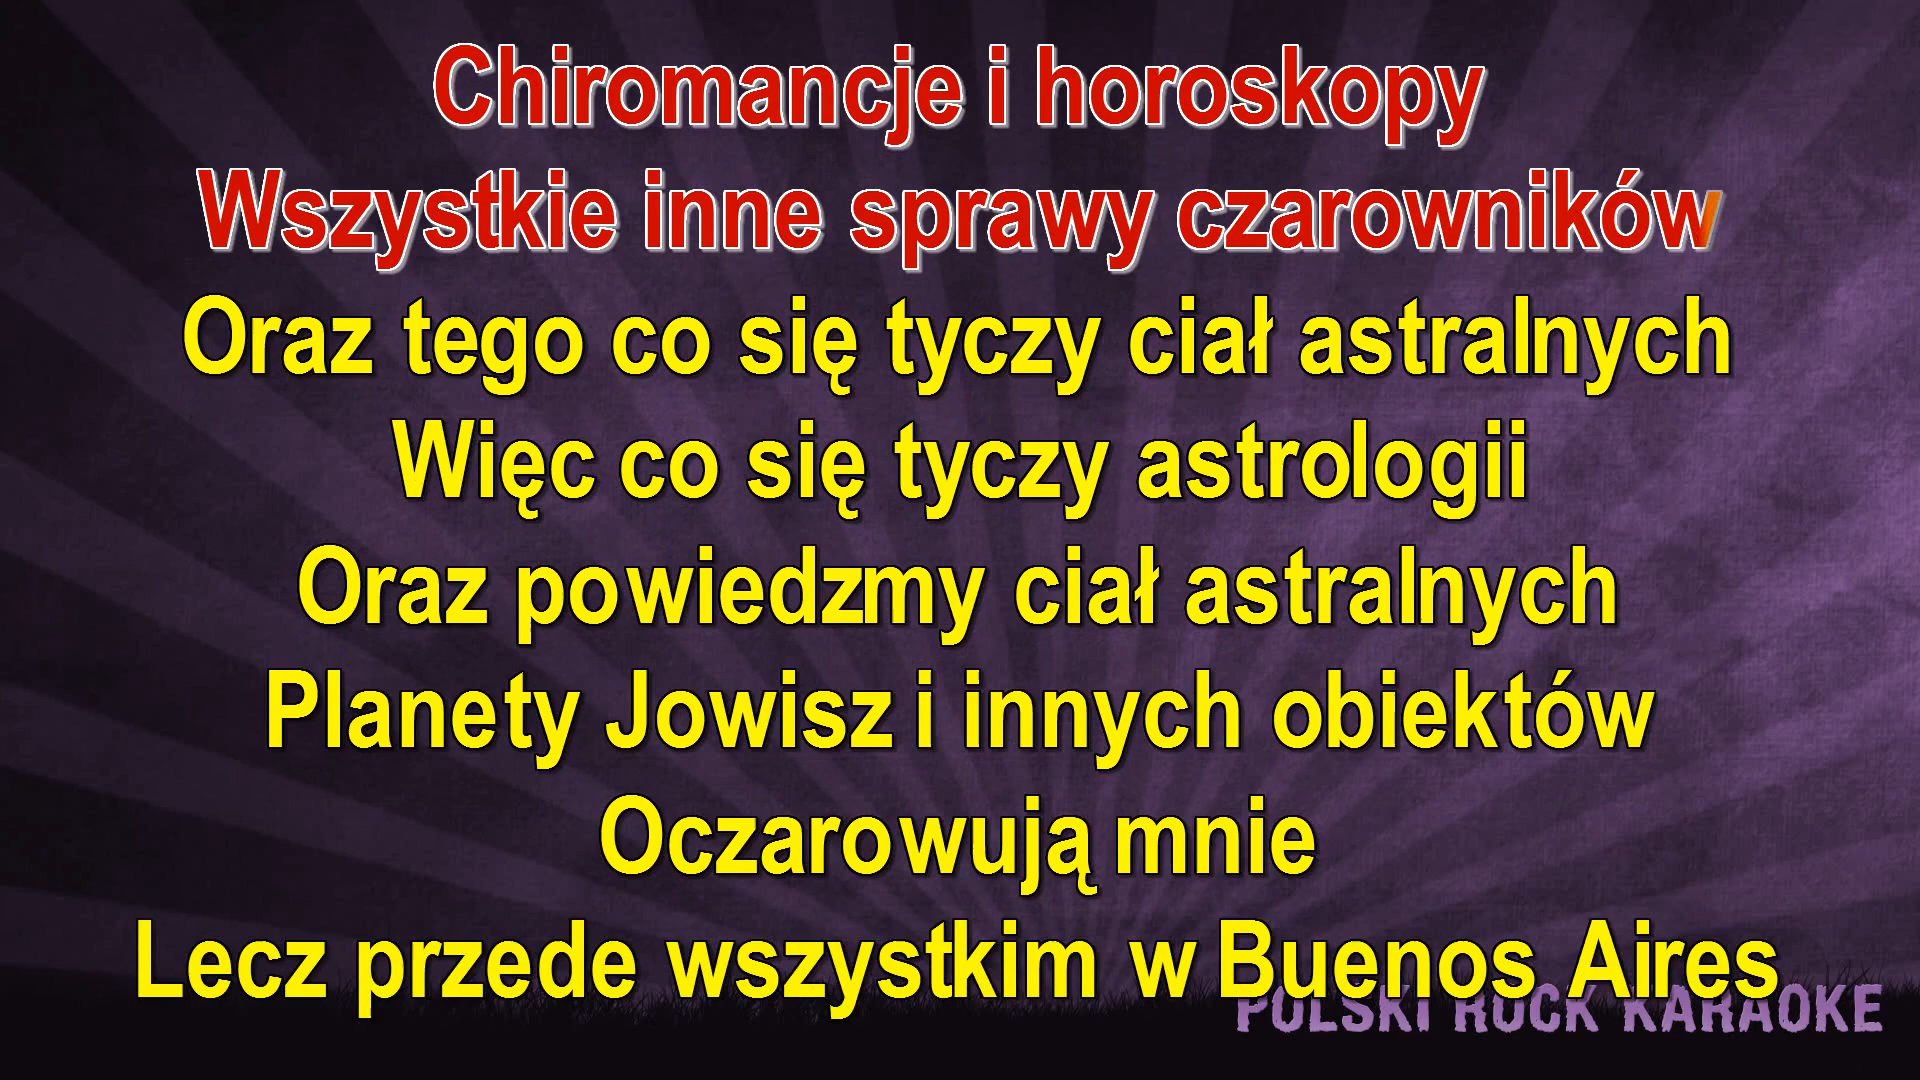 Chiromancje i horoskopy
Wszystkie inne sprawy czarowników
Oraz tego co się tyczy ciał astralnych
Więc co się tyczy astrologii
Oraz powiedzmy ciał astralnych
Planety Jowisz i innych obiektów
Oczarowują mnie
Lecz przede wszystkim w Buenos Aires
POLSKI ROCK KARAOKE